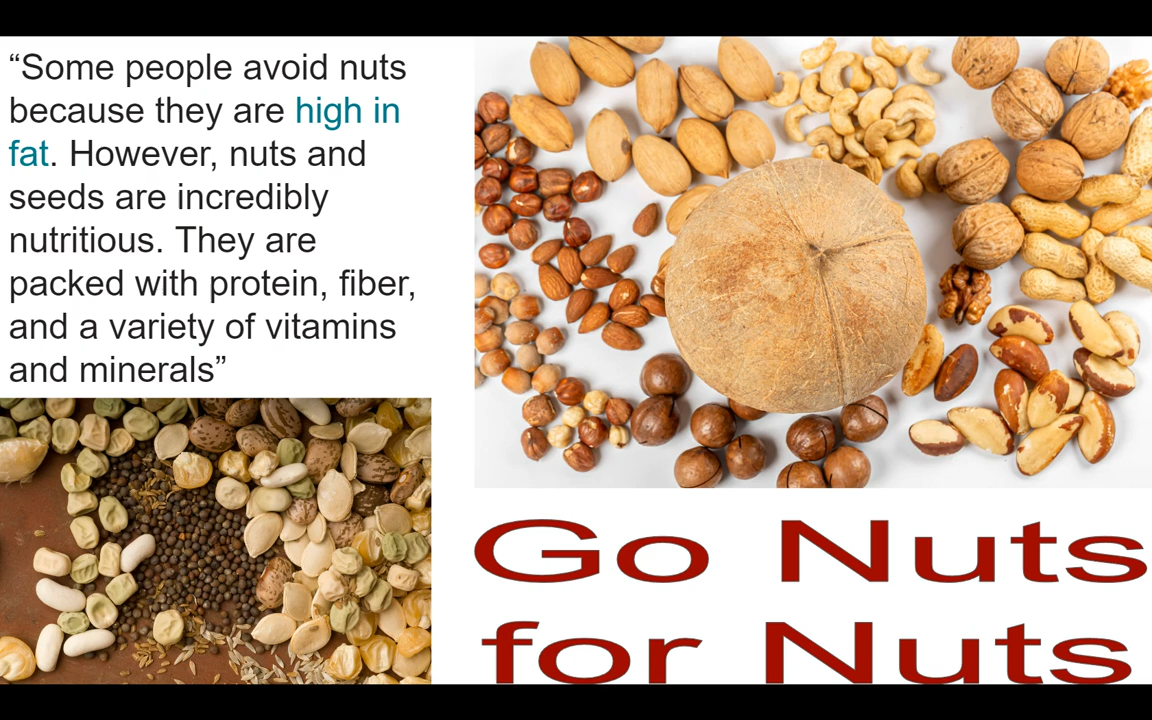 “Some people avoid nuts
because they are high in
fat. However, nuts and
seeds are incredibly
nutritious. They are
packed with protein, fiber,
and a variety of vitamins
and minerals”
Go Nuts
for Nuts